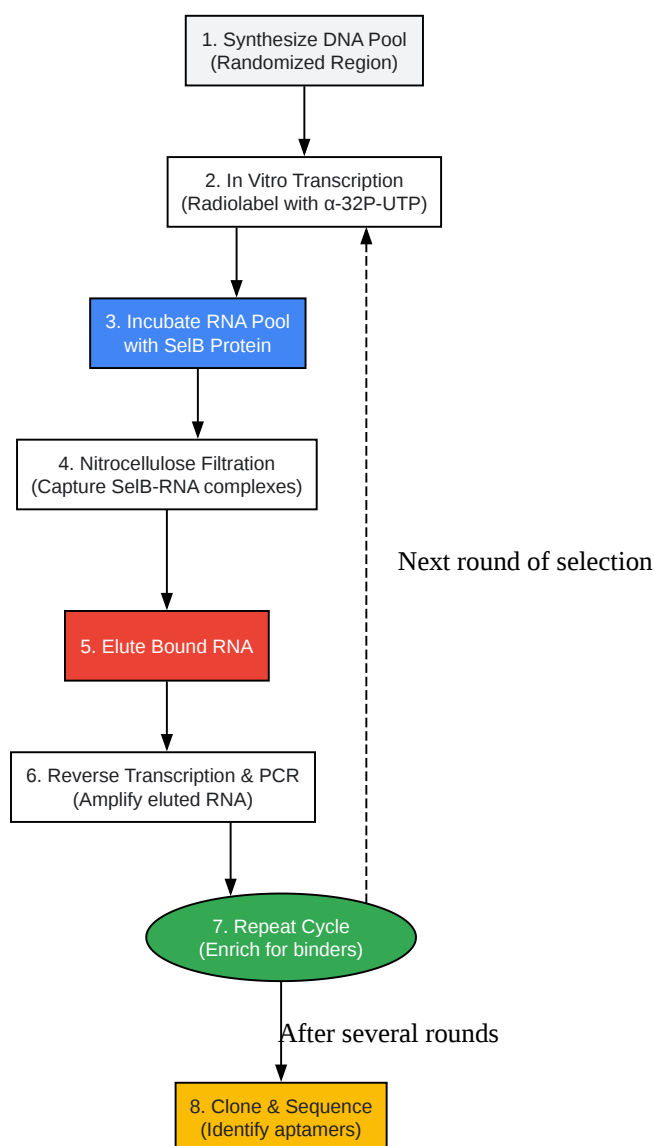 1. Synthesize DNA Pool
(Randomized Region)
2. In Vitro Transcription
(Radiolabel with α-32P-UTP)
3. Incubate RNA Pool
with SelB Protein
4. Nitrocellulose Filtration
(Capture SelB-RNA complexes)
Next round of selection
5. Elute Bound RNA
6. Reverse Transcription & PCR
(Amplify eluted RNA)
7. Repeat Cycle
(Enrich for binders)
After several rounds
8. Clone & Sequence
(Identify aptamers)